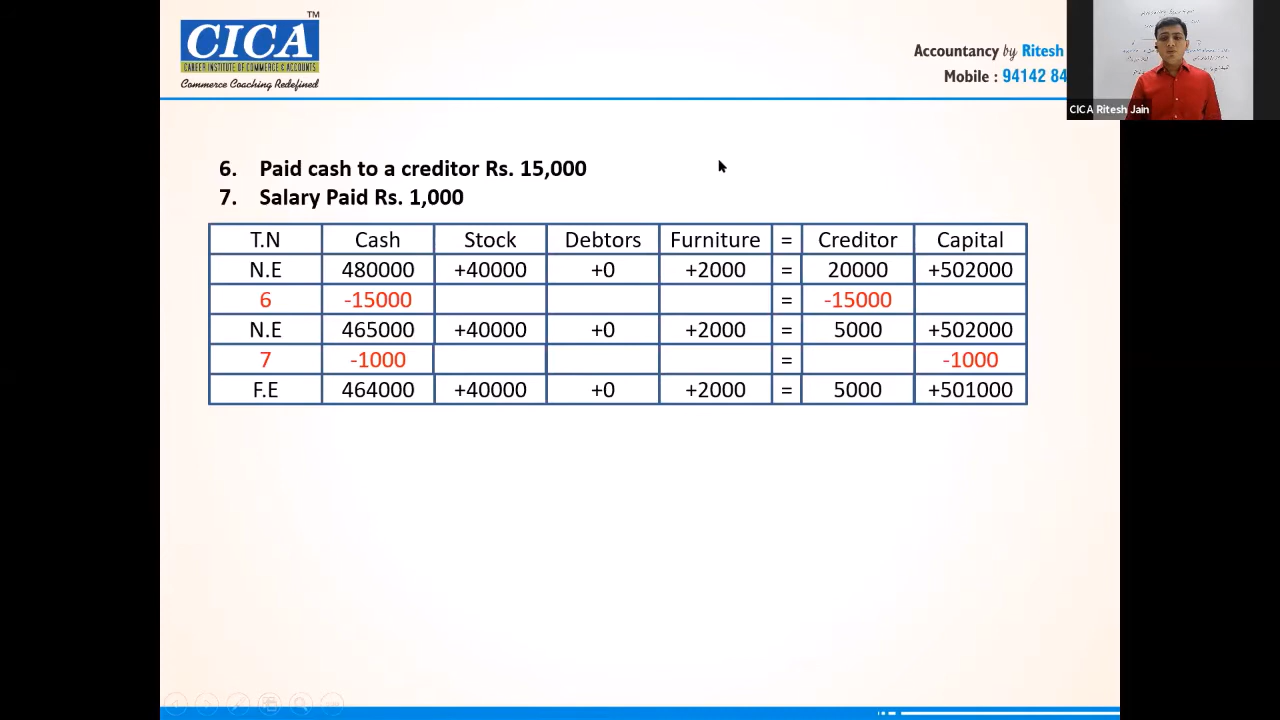 TM
CICA
CAREER INSTITUTE OF COMMERCE & ACCOUNTS
Commerce Coaching Redefined
Accountancy by Ritesh
Mobile : 94142 84
CICA Ritesh Jain
6. Paid cash to a creditor Rs. 15,000
7. Salary Paid Rs. 1,000
T.N Cash Stock Debtors Furniture = Creditor Capital
N.E 480000 +40000 +0 +2000 = 20000 +502000
6 -15000 = -15000
N.E 465000 +40000 +0 +2000 = 5000 +502000
7 -1000 = -1000
F.E 464000 +40000 +0 +2000 = 5000 +501000